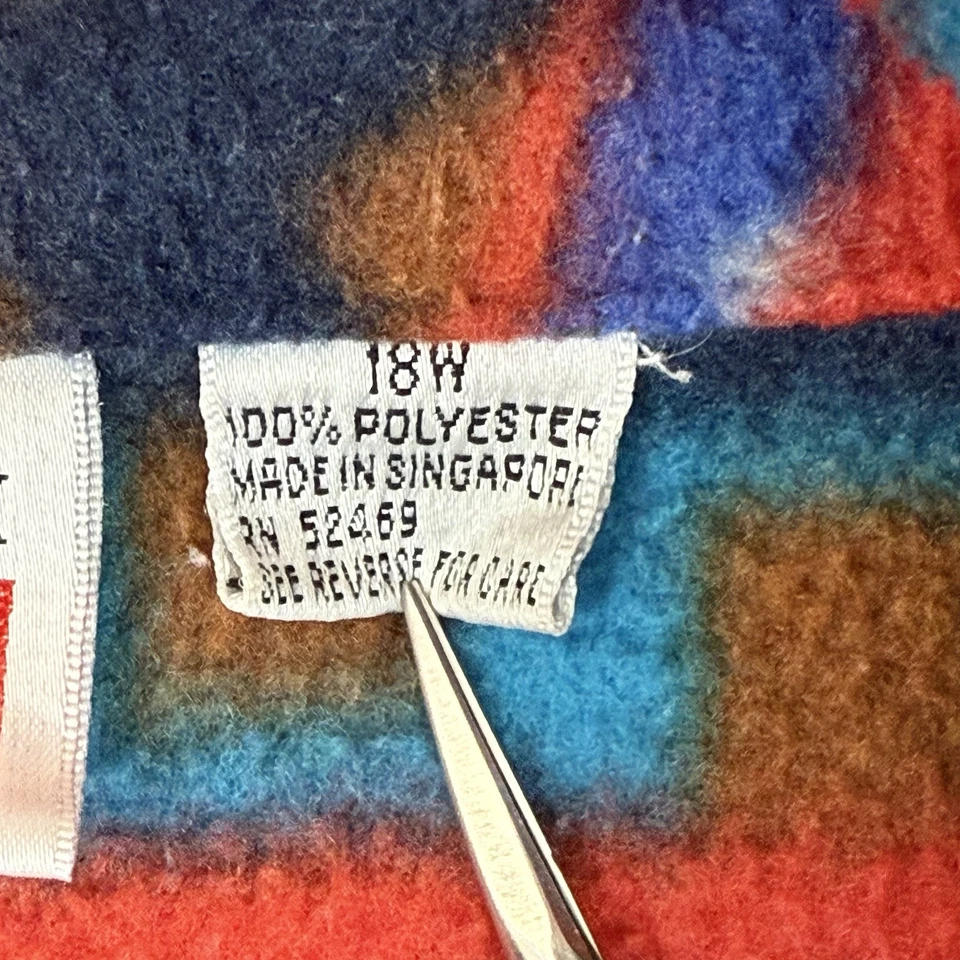 18W
100% POLYESTER
MADE IN SINGAPORE
RN 52469
SEE REVERSE FOR CARE